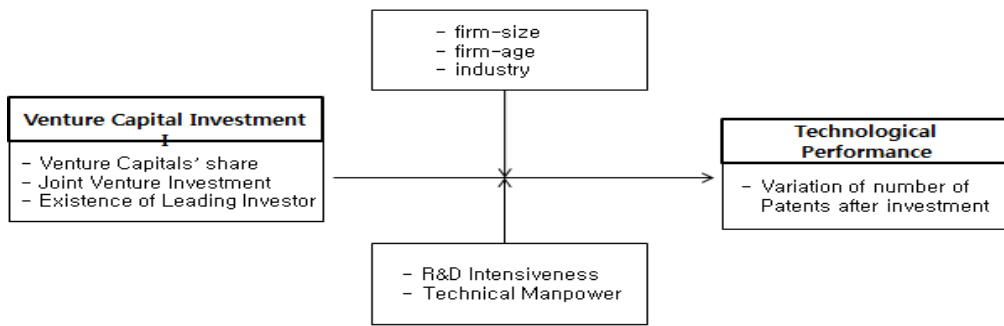 - firm-size
- firm-age
- industry
Venture Capital Investment
I
- Venture Capitals' share
- Joint Venture Investment
- Existence of Leading Investor
Technological
Performance
- Variation of number of
Patents after investment
- R&D Intensiveness
- Technical Manpower